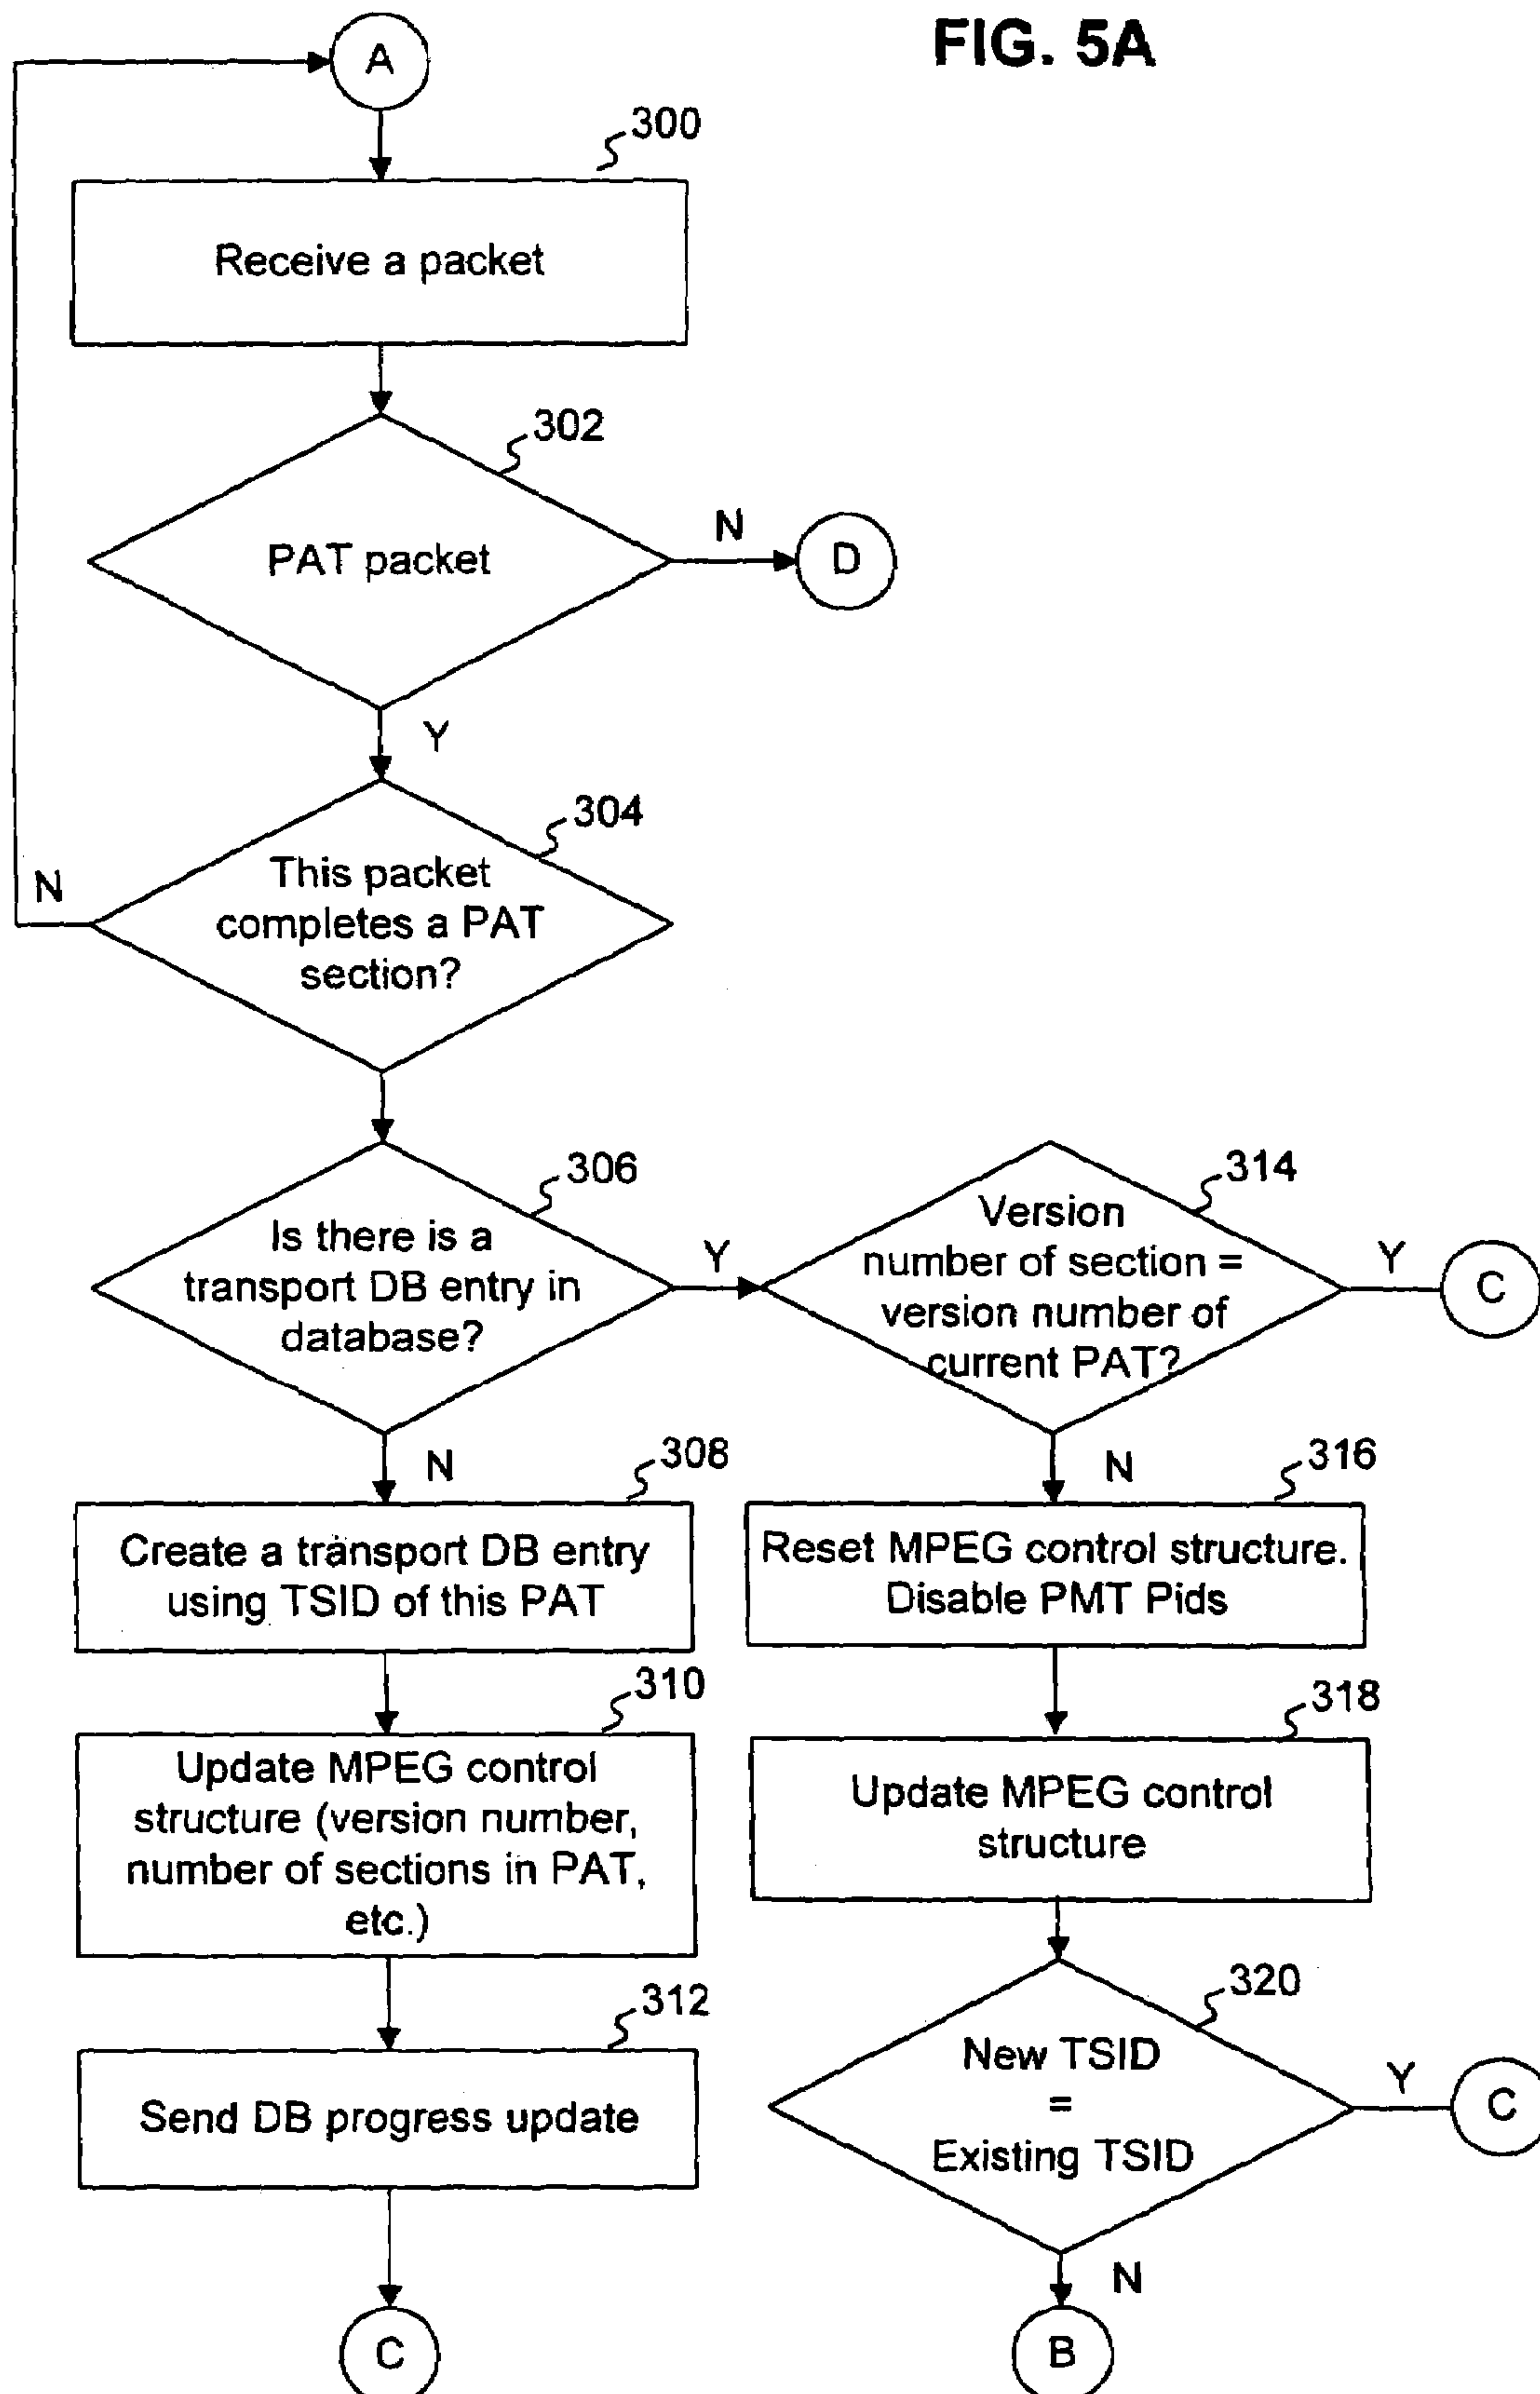 FIG. 5A
A
300
Receive a packet
302
PAT packet
N
D
Y
304
This packet
completes a PAT
section?
N
306
Is there is a
transport DB entry in
database?
Y
314
Version
number of section =
version number of
current PAT?
Y
C
N
308
Create a transport DB entry
using TSID of this PAT
N
316
Reset MPEG control structure.
Disable PMT Pids
310
Update MPEG control
structure (version number,
number of sections in PAT,
etc.)
318
Update MPEG control
structure
312
Send DB progress update
320
New TSID
=
Existing TSID
Y
C
N
C
B